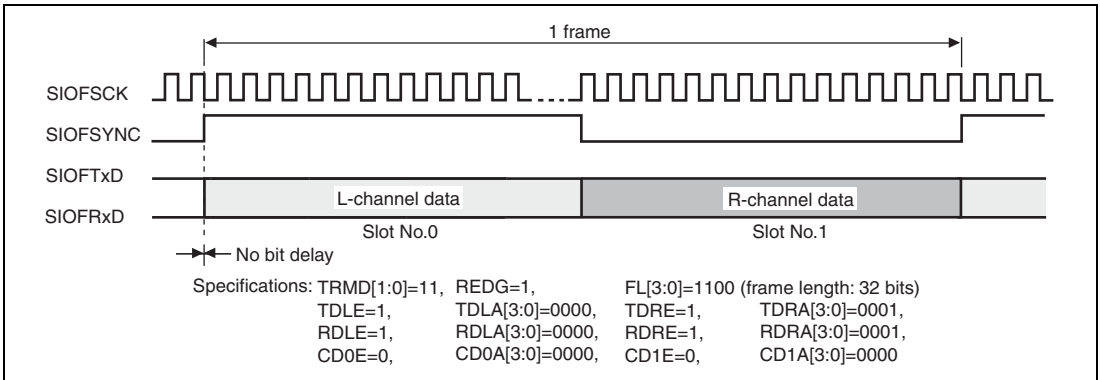 1 frame
SIOFSCK
SIOFSYNC
SIOFTxD
SIOFRxD
L-channel data
R-channel data
Slot No.0
Slot No.1
No bit delay
Specifications: TRMD[1:0]=11, REDG=1, FL[3:0]=1100 (frame length: 32 bits)
TDLE=1, TDLA[3:0]=0000, TDRE=1, TDRA[3:0]=0001,
RDLE=1, RDLA[3:0]=0000, RDRE=1, RDRA[3:0]=0001,
CD0E=0, CD0A[3:0]=0000, CD1E=0, CD1A[3:0]=0000